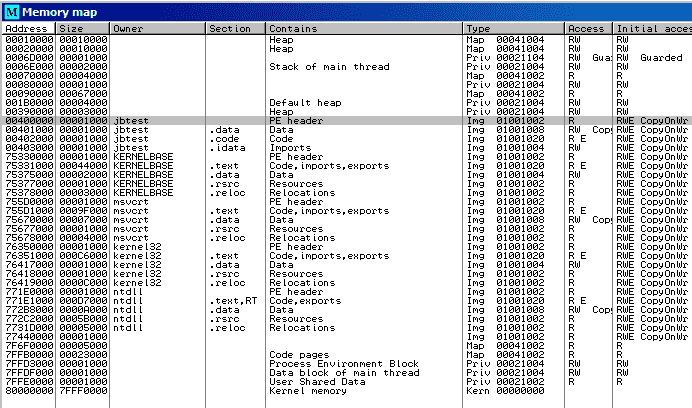 M Memory map
Address Size Owner Section Contains Type Access Initial acces
00010000 00010000 Heap Map 00041004 RW RW
00020000 00010000 Heap Map 00041004 RW RW
0006D000 00001000 Priv 00021104 RW Gua RW Guarded
0006E000 00002000 Stack of main thread Priv 00021004 RW RW
00070000 00004000 Map 00041002 R R
00080000 00001000 Priv 00021004 RW RW
00090000 00067000 Map 00041002 R R
001B0000 00004000 Default heap Priv 00021004 RW RW
00390000 00003000 Heap Priv 00021004 RW RW
00400000 00001000 jbtest PE header Img 01001002 R RWE CopyOnWr
00401000 00001000 jbtest .data Data Img 01001008 RW Copy RWE CopyOnWr
00402000 00001000 jbtest .code Code Img 01001020 R E RWE CopyOnWr
00403000 00001000 jbtest .idata Imports Img 01001004 RW RWE CopyOnWr
75330000 00001000 KERNELBASE PE header Img 01001002 R RWE CopyOnWr
75331000 00044000 KERNELBASE .text Code,imports,exports Img 01001020 R E RWE CopyOnWr
75375000 00002000 KERNELBASE .data Data Img 01001004 RW RWE CopyOnWr
75377000 00001000 KERNELBASE .rsrc Resources Img 01001002 R RWE CopyOnWr
75378000 00003000 KERNELBASE .reloc Relocations Img 01001002 R RWE CopyOnWr
755D0000 00001000 msvcrt PE header Img 01001002 R RWE CopyOnWr
755D1000 0009F000 msvcrt .text Code,imports,exports Img 01001020 R E RWE CopyOnWr
75670000 00007000 msvcrt .data Data Img 01001008 RW Copy RWE CopyOnWr
75677000 00001000 msvcrt .rsrc Resources Img 01001002 R RWE CopyOnWr
75678000 00004000 msvcrt .reloc Relocations Img 01001002 R RWE CopyOnWr
76350000 00001000 kernel32 PE header Img 01001002 R RWE CopyOnWr
76351000 000C6000 kernel32 .text Code,imports,exports Img 01001020 R E RWE CopyOnWr
76417000 00001000 kernel32 .data Data Img 01001004 RW RWE CopyOnWr
76418000 00001000 kernel32 .rsrc Resources Img 01001002 R RWE CopyOnWr
76419000 0000C000 kernel32 .reloc Relocations Img 01001002 R RWE CopyOnWr
771E0000 00001000 ntdll PE header Img 01001002 R RWE CopyOnWr
771E1000 000D7000 ntdll .text,RT Code,exports Img 01001020 R E RWE CopyOnWr
772B8000 0000A000 ntdll .data Data Img 01001008 RW Copy RWE CopyOnWr
772C2000 0005B000 ntdll .rsrc Resources Img 01001002 R RWE CopyOnWr
7731D000 00005000 ntdll .reloc Relocations Img 01001002 R RWE CopyOnWr
77440000 00001000 Img 01001002 R RWE CopyOnWr
7F6F0000 00005000 Map 00041002 R R
7FFB0000 00023000 Code pages Map 00041002 R R
7FFD3000 00001000 Process Environment Block Priv 00021004 RW RW
7FFDF000 00001000 Data block of main thread Priv 00021004 RW RW
7FFE0000 00001000 User Shared Data Priv 00021002 R R
80000000 7FFF0000 Kernel memory Kern 00000000